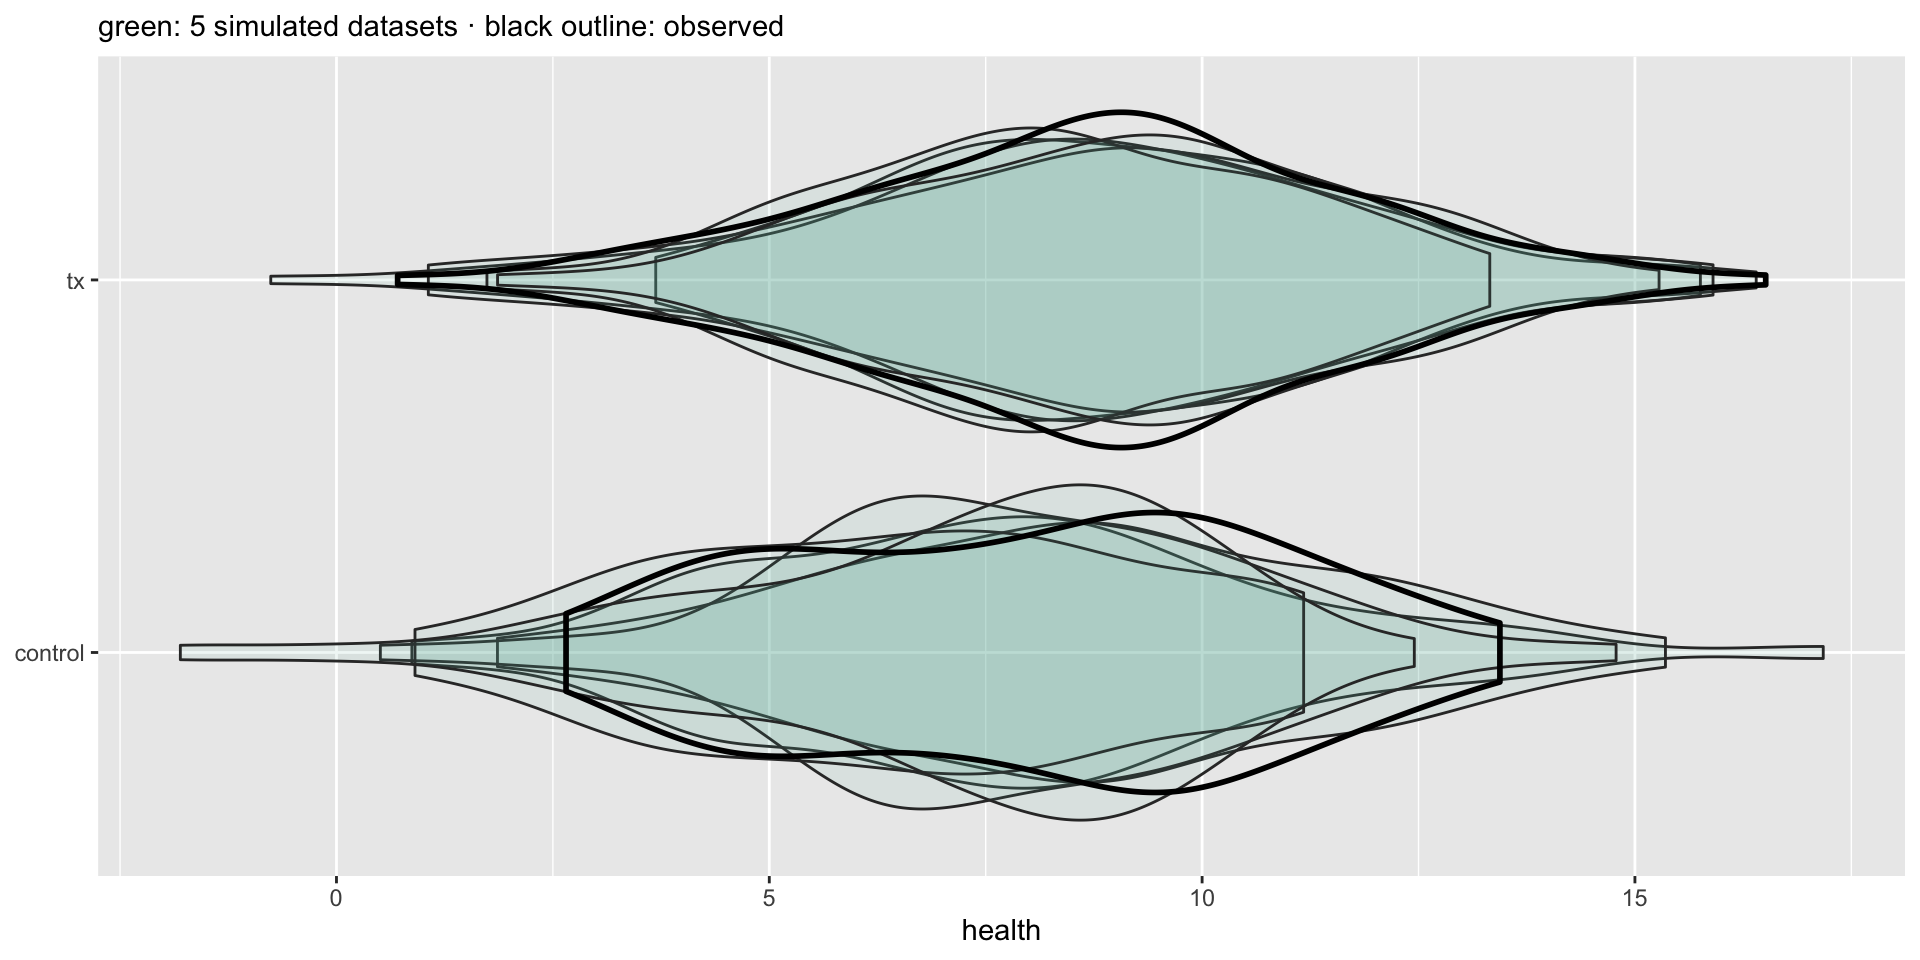 green: 5 simulated datasets · black outline: observed
tx
control
0 5 10 15
health